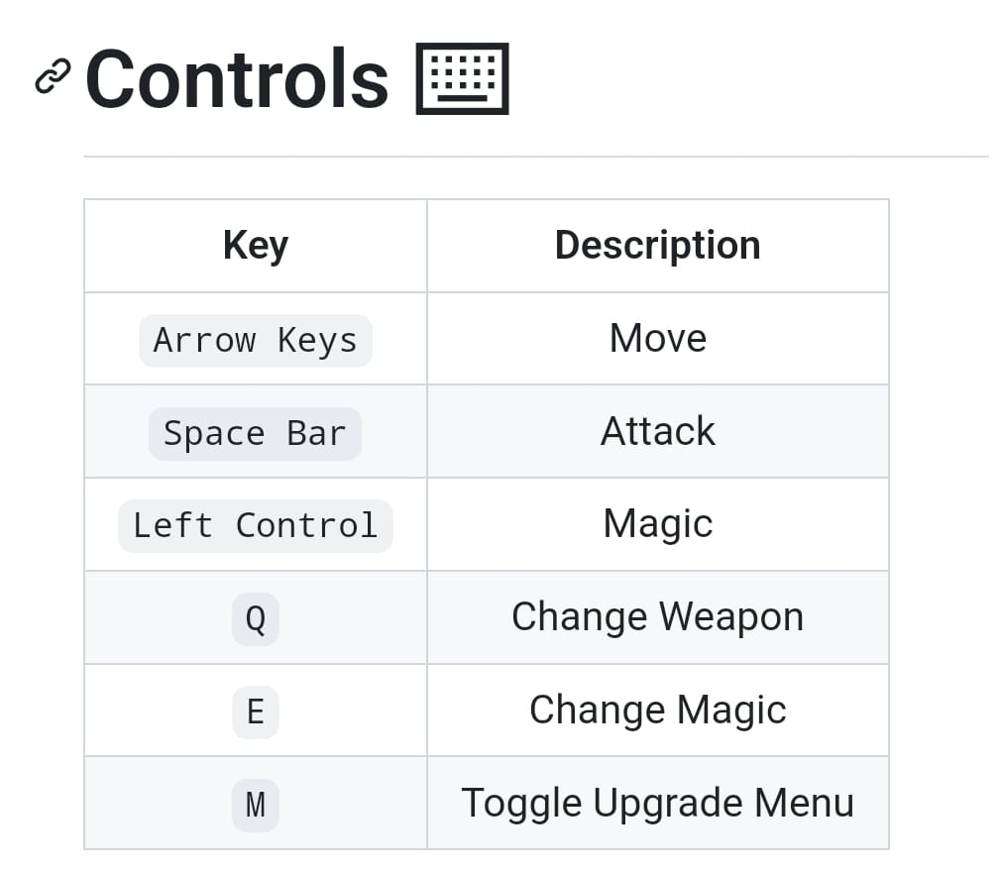 Controls
Key Description
Arrow Keys Move
Space Bar Attack
Left Control Magic
Q Change Weapon
E Change Magic
M Toggle Upgrade Menu